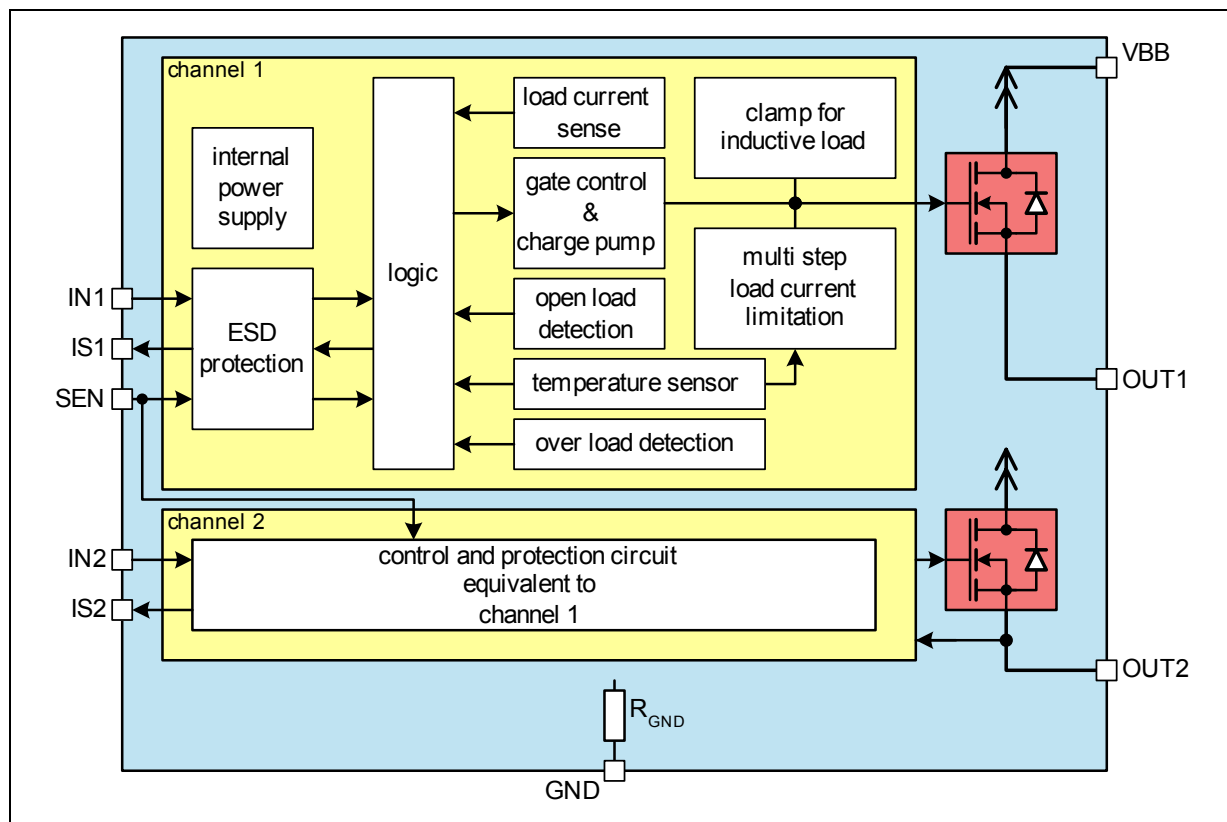 VBB
channel 1
load current
sense
clamp for
inductive load
internal
power
supply
gate control
&
charge pump
logic
multi step
load current
limitation
IN1
IS1
SEN
ESD
protection
open load
detection
temperature sensor
over load detection
OUT1
channel 2
IN2
IS2
control and protection circuit
equivalent to
channel 1
OUT2
RGND
GND